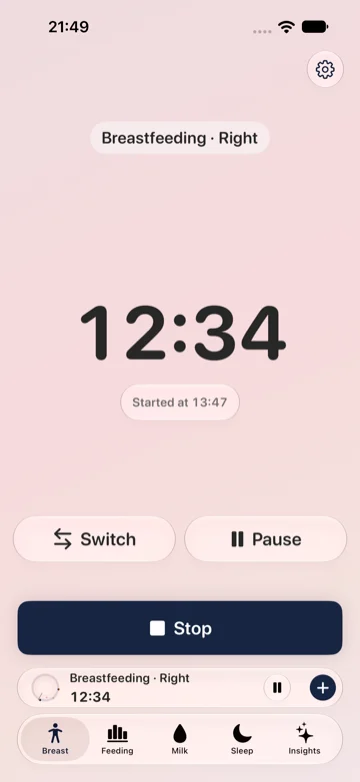 21:49
Breastfeeding · Right
12:34
Started at 13:47
Switch
Pause
Stop
Breastfeeding · Right
12:34
Breast
Feeding
Milk
Sleep
Insights